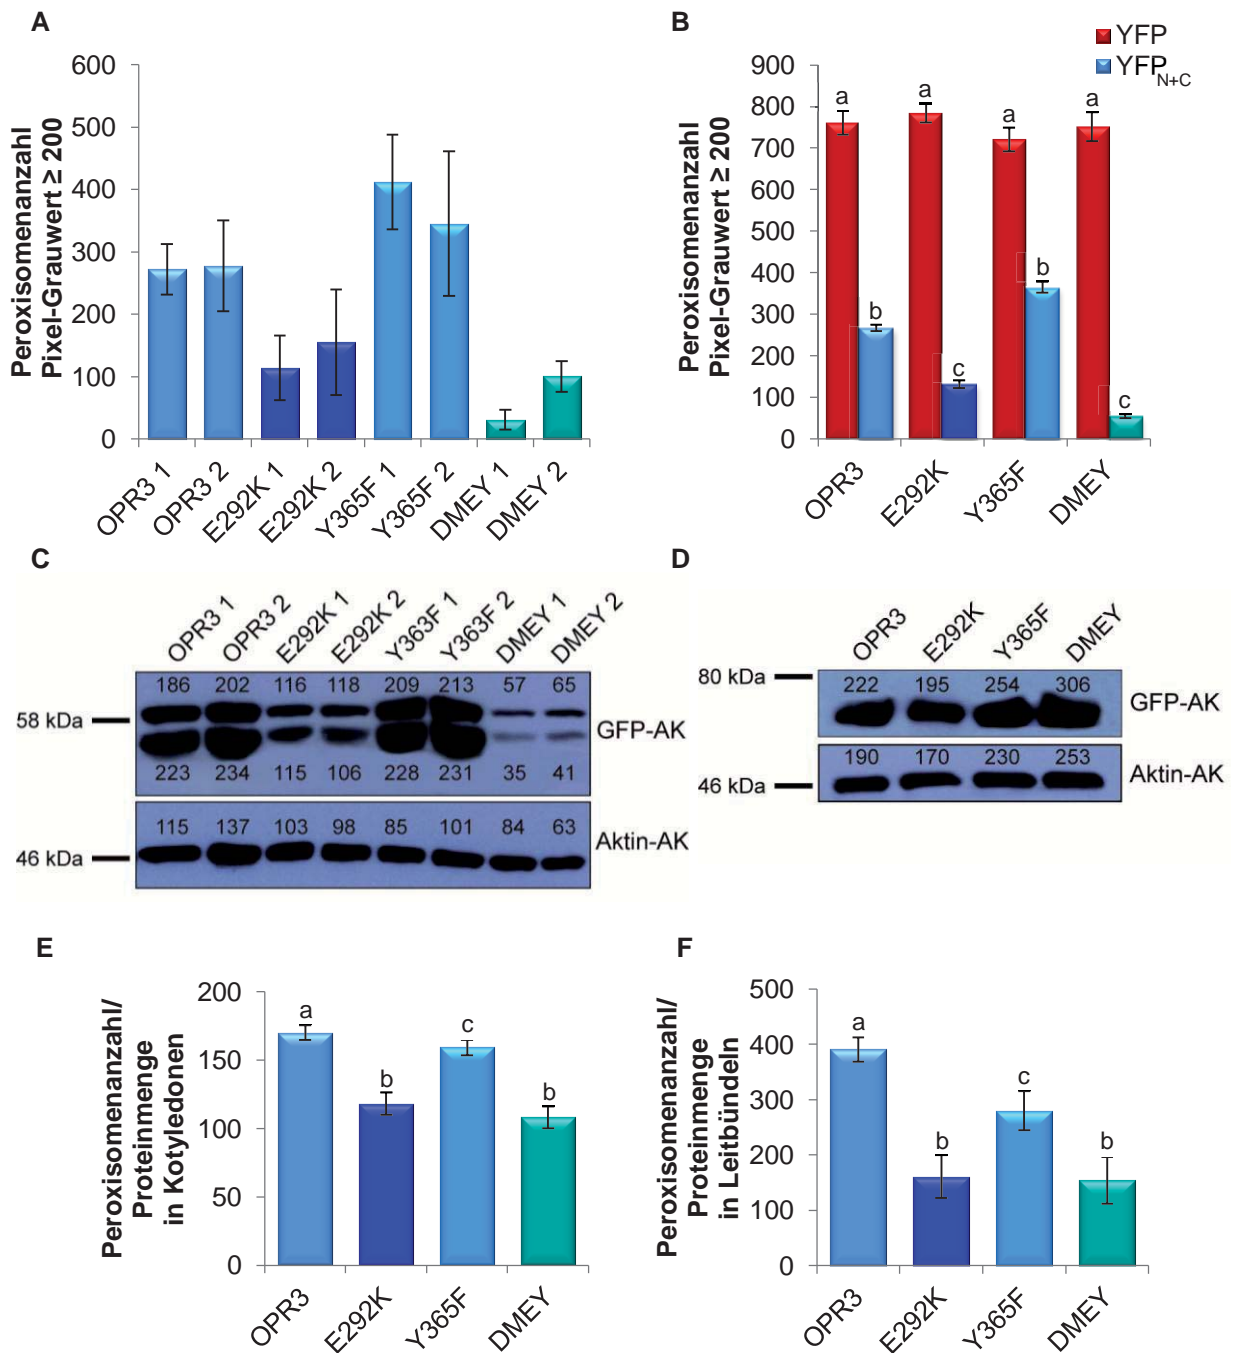 A
Peroxisomenanzahl
Pixel-Grauwert ≥ 200
600
500
400
300
200
100
0
OPR3 1
OPR3 2
E292K 1
E292K 2
Y365F 1
Y365F 2
DMEY 1
DMEY 2
B
YFP
YFPN+C
Peroxisomenanzahl
Pixel-Grauwert ≥ 200
900
800
700
600
500
400
300
200
100
0
a
b
a
c
a
b
a
c
OPR3
E292K
Y365F
DMEY
C
OPR3 1
OPR3 2
E292K 1
E292K 2
Y363F 1
Y363F 2
DMEY 1
DMEY 2
186 202 116 118 209 213 57 65
58 kDa
GFP-AK
223 234 115 106 228 231 35 41
115 137 103 98 85 101 84 63
Aktin-AK
46 kDa
D
OPR3
E292K
Y365F
DMEY
80 kDa
222 195 254 306
GFP-AK
190 170 230 253
Aktin-AK
46 kDa
E
Peroxisomenanzahl/
Proteinmenge
in Kotyledonen
200
150
100
50
0
a
b
c
b
OPR3
E292K
Y365F
DMEY
F
Peroxisomenanzahl/
Proteinmenge
in Leitbündeln
500
400
300
200
100
0
a
b
c
b
OPR3
E292K
Y365F
DMEY